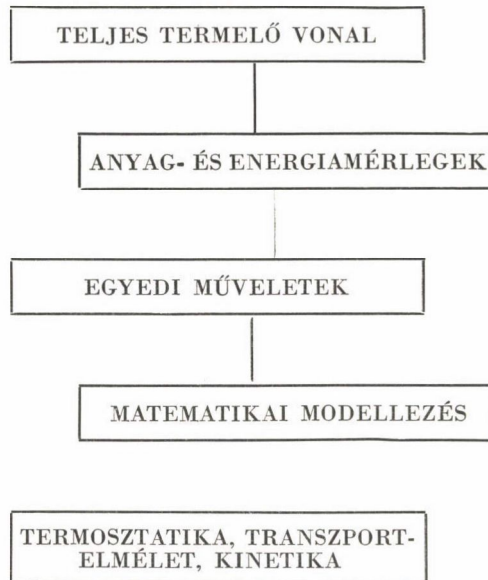 TELJES TERMELŐ VONAL
ANYAG- ÉS ENERGIAMÉRLEGEK
EGYEDI MŰVELETEK
MATEMATIKAI MODELLEZÉS
TERMOSZTATIKA, TRANSZPORT-
ELMÉLET, KINETIKA